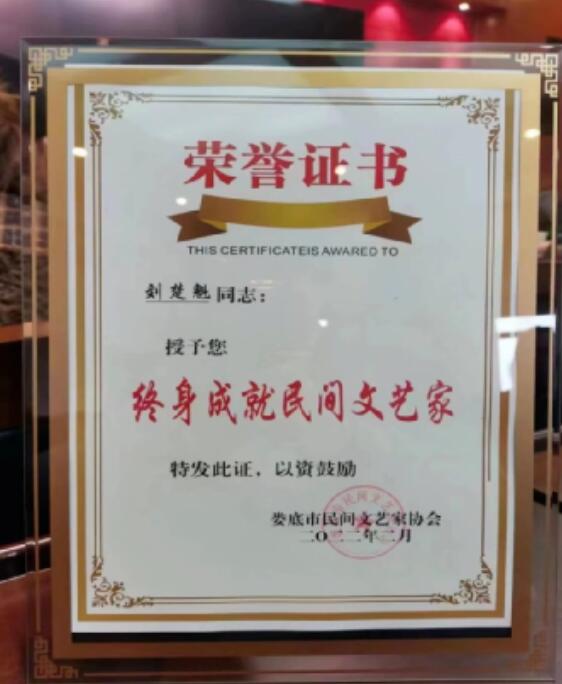 荣誉证书
THIS CERTIFICATEIS AWARED TO
刘楚魁同志：
授予您
终身成就民间文艺家
特发此证，以资鼓励
娄底市民间文艺家协会
二〇二二年二月